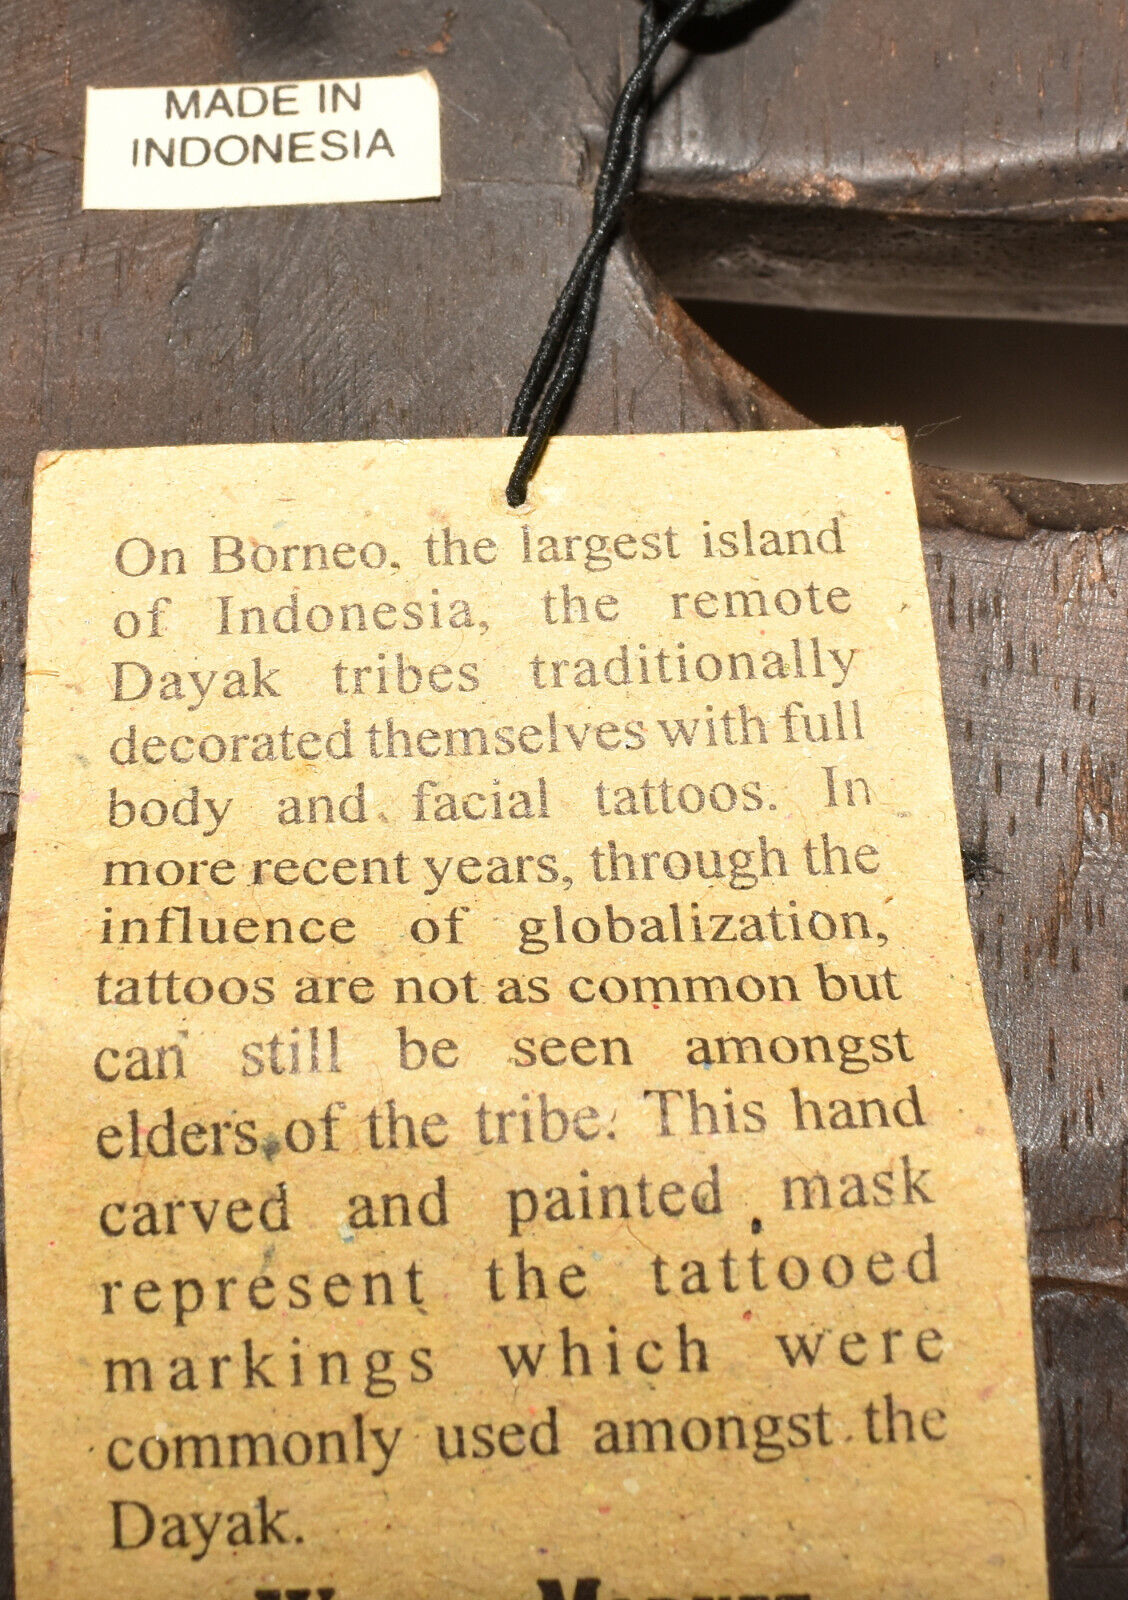 MADE IN
INDONESIA
On Borneo, the largest island
of Indonesia, the remote
Dayak tribes traditionally
decorated themselves with full
body and facial tattoos. In
more recent years, through the
influence of globalization,
tattoos are not as common but
can still be seen amongst
elders of the tribe. This hand
carved and painted mask
represent the tattooed
markings which were
commonly used amongst the
Dayak.